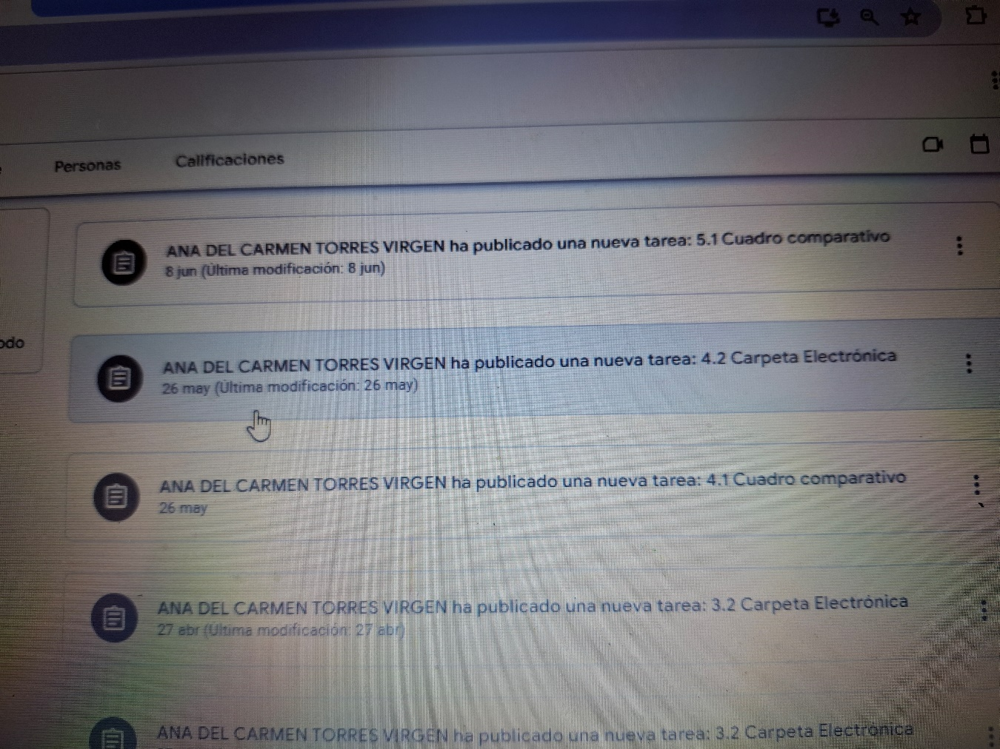 Personas
Calificaciones
ANA DEL CARMEN TORRES VIRGEN ha publicado una nueva tarea: 5.1 Cuadro comparativo
8 jun (Última modificación: 8 jun)
odo
ANA DEL CARMEN TORRES VIRGEN ha publicado una nueva tarea: 4.2 Carpeta Electrónica
26 may (Última modificación: 26 may)
ANA DEL CARMEN TORRES VIRGEN ha publicado una nueva tarea: 4.1 Cuadro comparativo
26 may
ANA DEL CARMEN TORRES VIRGEN ha publicado una nueva tarea: 3.2 Carpeta Electrónica
27 abr (Última modificación: 27 abr)
ANA DEL CARMEN TORRES VIRGEN ha publicado una nueva tarea: 3.2 Carpeta Electrónica